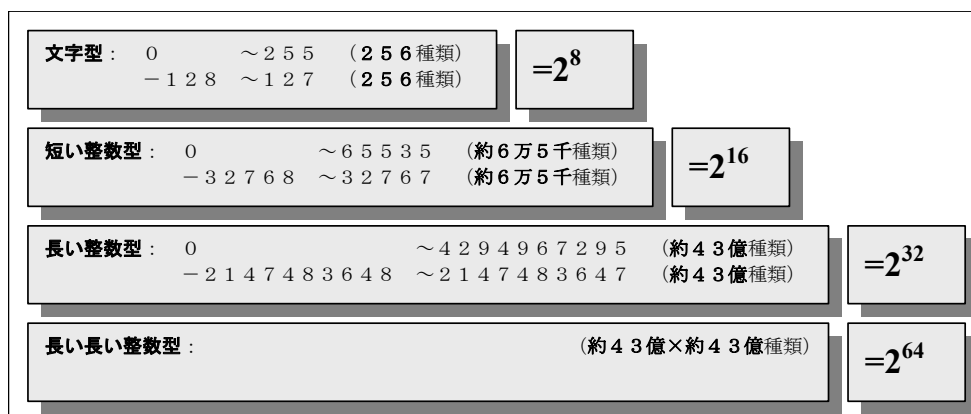 文字型： ０　～２５５　（２５６種類）
－１２８　～１２７　（２５６種類）
=2⁸
短い整数型： ０　～６５５３５　（約６万５千種類）
－３２７６８　～３２７６７　（約６万５千種類）
=2¹⁶
長い整数型： ０　～４２９４９６７２９５　（約４３億種類）
－２１４７４８３６４８　～２１４７４８３６４７　（約４３億種類）
=2³²
長い長い整数型：　（約４３億×約４３億種類）
=2⁶⁴